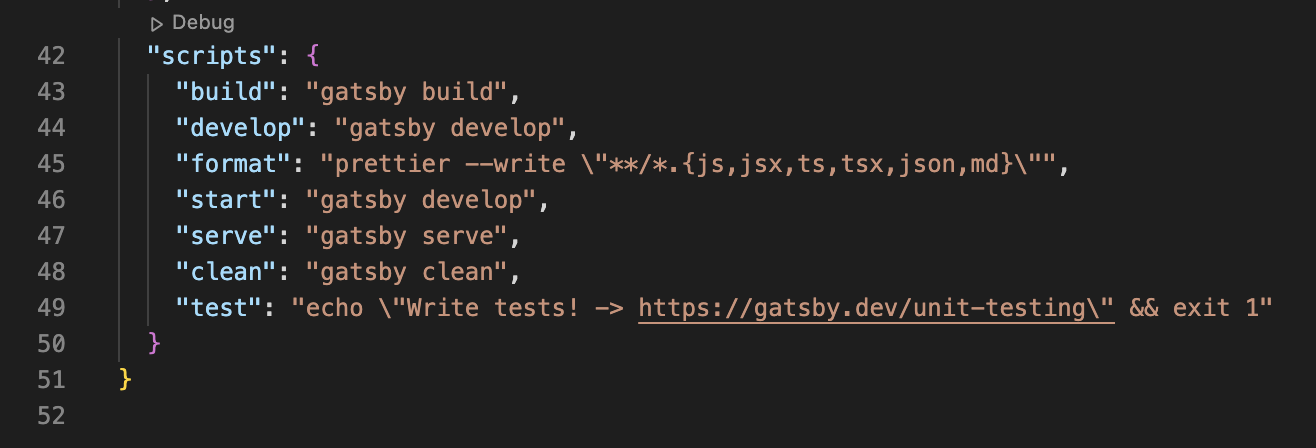 Debug
42 "scripts": {
43 "build": "gatsby build",
44 "develop": "gatsby develop",
45 "format": "prettier --write \"**/*.{js,jsx,ts,tsx,json,md}\"",
46 "start": "gatsby develop",
47 "serve": "gatsby serve",
48 "clean": "gatsby clean",
49 "test": "echo \"Write tests! -> https://gatsby.dev/unit-testing\" && exit 1"
50 }
51 }
52